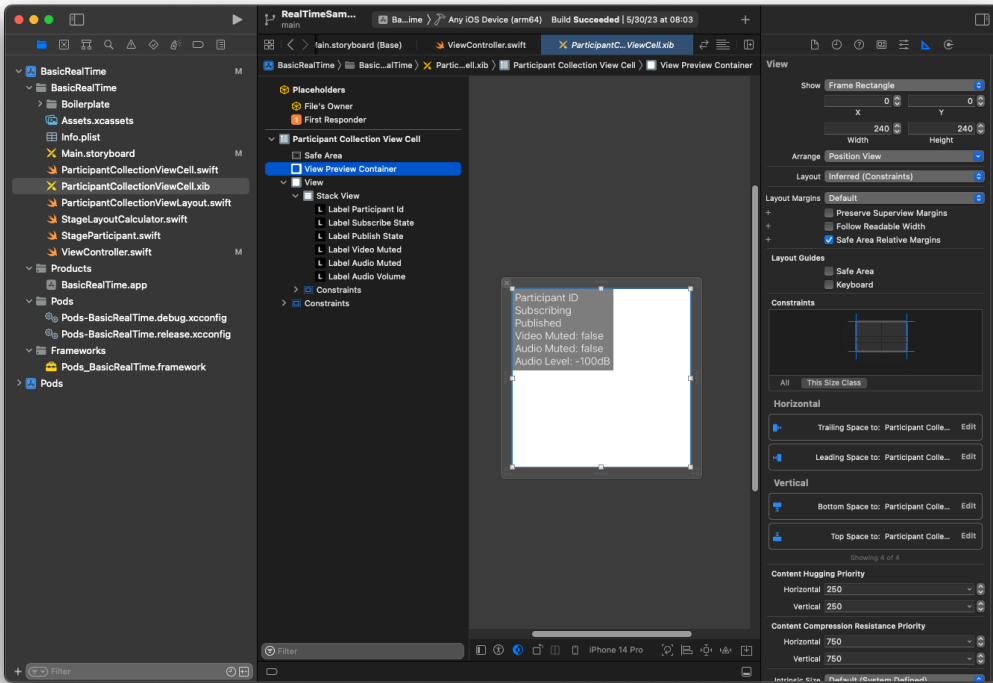 RealTimeSam...
main
Ba...ime
Any iOS Device (arm64)
Build Succeeded | 5/30/23 at 08:03
BasicRealTime M
BasicRealTime
Boilerplate
Assets.xcassets
Info.plist
Main.storyboard M
ParticipantCollectionViewCell.swift
ParticipantCollectionViewCell.xib
ParticipantCollectionViewLayout.swift
StageLayoutCalculator.swift
StageParticipant.swift
ViewController.swift M
Products
BasicRealTime.app
Pods
Pods-BasicRealTime.debug.xcconfig
Pods-BasicRealTime.release.xcconfig
Frameworks
Pods_BasicRealTime.framework
Pods
Filter
Main.storyboard (Base)
ViewController.swift
ParticipantC...ViewCell.xib
BasicRealTime
Basic...alTime
Partic...ell.xib
Participant Collection View Cell
View Preview Container
Placeholders
File's Owner
First Responder
Participant Collection View Cell
Safe Area
View Preview Container
View
Stack View
L Label Participant Id
L Label Subscribe State
L Label Publish State
L Label Video Muted
L Label Audio Muted
L Label Audio Volume
Constraints
Constraints
Filter
Participant ID
Subscribing
Published
Video Muted: false
Audio Muted: false
Audio Level: -100dB
iPhone 14 Pro
View
Show Frame Rectangle
0 0
X Y
240 240
Width Height
Arrange Position View
Layout Inferred (Constraints)
Layout Margins Default
Preserve Superview Margins
Follow Readable Width
Safe Area Relative Margins
Layout Guides
Safe Area
Keyboard
Constraints
All This Size Class
Horizontal
Trailing Space to: Participant Colle... Edit
Leading Space to: Participant Colle... Edit
Vertical
Bottom Space to: Participant Colle... Edit
Top Space to: Participant Colle... Edit
Showing 4 of 4
Content Hugging Priority
Horizontal 250
Vertical 250
Content Compression Resistance Priority
Horizontal 750
Vertical 750
Intrinsic Size Default (System Defined)